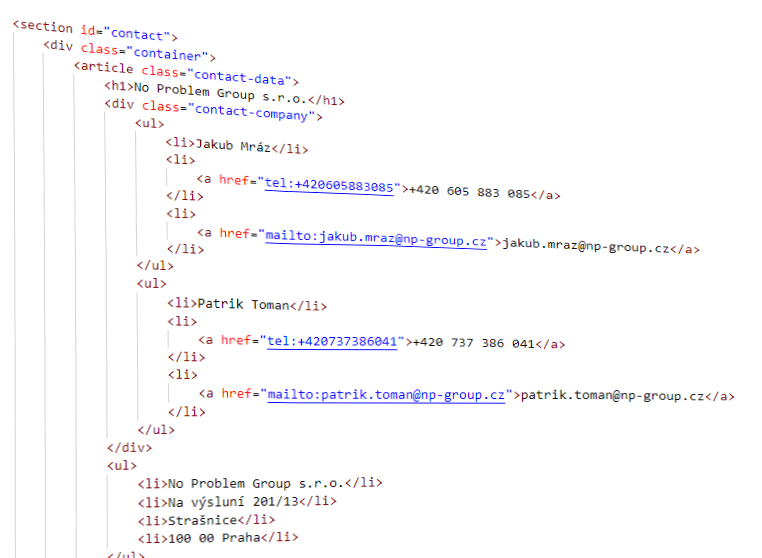 <section id="contact">
<div class="container">
<article class="contact-data">
<h1>No Problem Group s.r.o.</h1>
<div class="contact-company">
<ul>
<li>Jakub Mráz</li>
<li>
<a href="tel:+420605883085">+420 605 883 085</a>
</li>
<li>
<a href="mailto:jakub.mraz@np-group.cz">jakub.mraz@np-group.cz</a>
</li>
</ul>
<ul>
<li>Patrik Toman</li>
<li>
<a href="tel:+420737386041">+420 737 386 041</a>
</li>
<li>
<a href="mailto:patrik.toman@np-group.cz">patrik.toman@np-group.cz</a>
</li>
</ul>
</div>
<ul>
<li>No Problem Group s.r.o.</li>
<li>Na výsluní 201/13</li>
<li>Strašnice</li>
<li>100 00 Praha</li>
</ul>